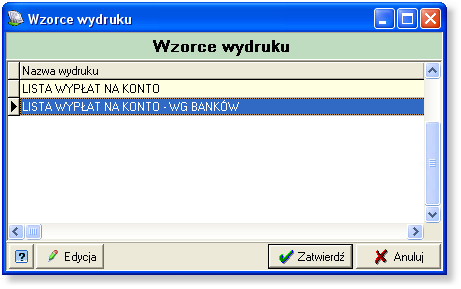 Wzorce wydruku
Wzorce wydruku
Nazwa wydruku
LISTA WYPŁAT NA KONTO
LISTA WYPŁAT NA KONTO - WG BANKÓW
? Edycja Zatwierdź Anuluj